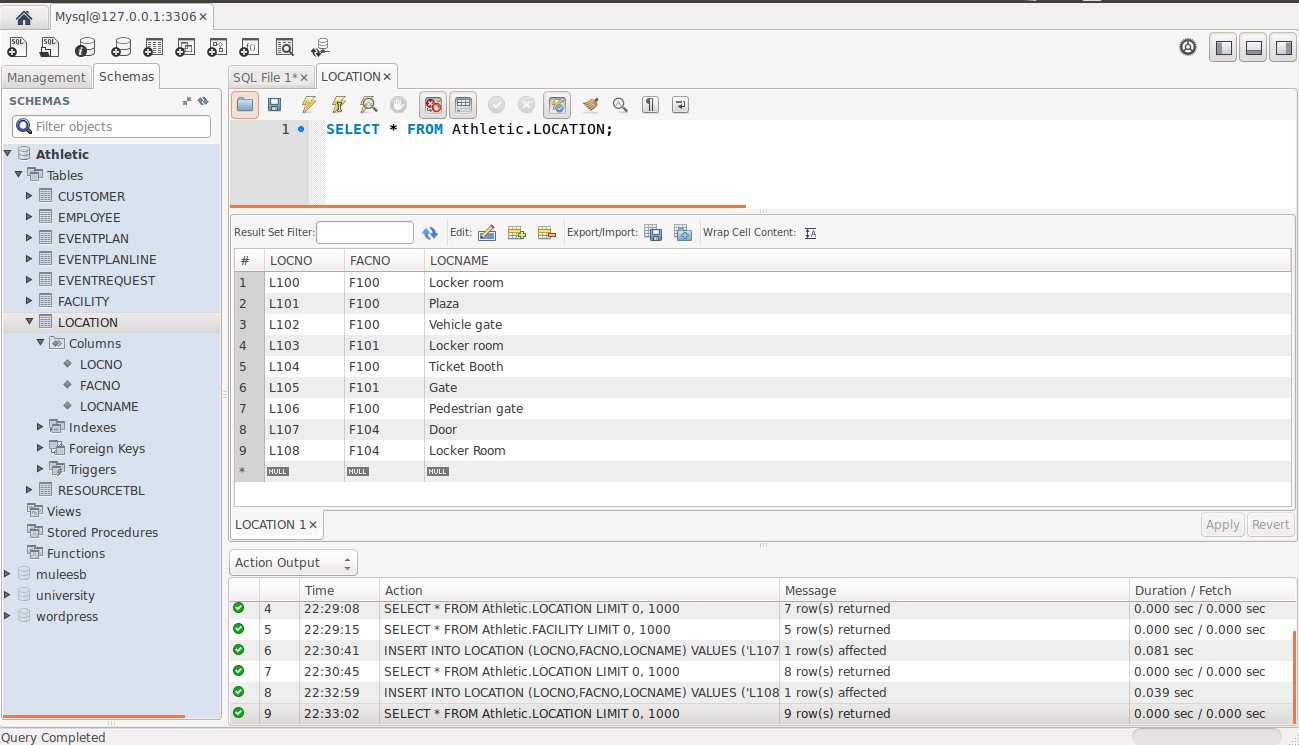 Mysql@127.0.0.1:3306 ×
SQL SQL
Management Schemas SQL File 1* × LOCATION ×
SCHEMAS
Filter objects
1 SELECT * FROM Athletic.LOCATION;
Athletic
Tables
CUSTOMER
EMPLOYEE
EVENTPLAN
EVENTPLANLINE
EVENTREQUEST
FACILITY
LOCATION
Columns
LOCNO
FACNO
LOCNAME
Indexes
Foreign Keys
Triggers
RESOURCETBL
Views
Stored Procedures
Functions
muleesb
university
wordpress
Result Set Filter: Edit: Export/Import: Wrap Cell Content: IA
# LOCNO FACNO LOCNAME
1 L100 F100 Locker room
2 L101 F100 Plaza
3 L102 F100 Vehicle gate
4 L103 F101 Locker room
5 L104 F100 Ticket Booth
6 L105 F101 Gate
7 L106 F100 Pedestrian gate
8 L107 F104 Door
9 L108 F104 Locker Room
* NULL NULL NULL
LOCATION 1 × Apply Revert
Action Output
Time Action Message Duration / Fetch
4 22:29:08 SELECT * FROM Athletic.LOCATION LIMIT 0, 1000 7 row(s) returned 0.000 sec / 0.000 sec
5 22:29:15 SELECT * FROM Athletic.FACILITY LIMIT 0, 1000 5 row(s) returned 0.000 sec / 0.000 sec
6 22:30:41 INSERT INTO LOCATION (LOCNO,FACNO,LOCNAME) VALUES ('L107 1 row(s) affected 0.081 sec
7 22:30:45 SELECT * FROM Athletic.LOCATION LIMIT 0, 1000 8 row(s) returned 0.000 sec / 0.000 sec
8 22:32:59 INSERT INTO LOCATION (LOCNO,FACNO,LOCNAME) VALUES ('L108 1 row(s) affected 0.039 sec
9 22:33:02 SELECT * FROM Athletic.LOCATION LIMIT 0, 1000 9 row(s) returned 0.000 sec / 0.000 sec
Query Completed